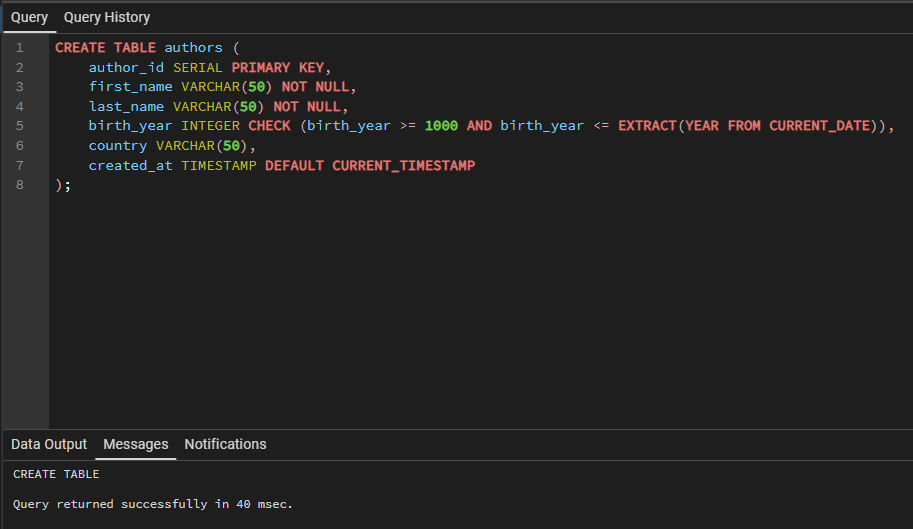 Query Query History
1 CREATE TABLE authors (
2 author_id SERIAL PRIMARY KEY,
3 first_name VARCHAR(50) NOT NULL,
4 last_name VARCHAR(50) NOT NULL,
5 birth_year INTEGER CHECK (birth_year >= 1000 AND birth_year <= EXTRACT(YEAR FROM CURRENT_DATE)),
6 country VARCHAR(50),
7 created_at TIMESTAMP DEFAULT CURRENT_TIMESTAMP
8 );
Data Output Messages Notifications
CREATE TABLE
Query returned successfully in 40 msec.